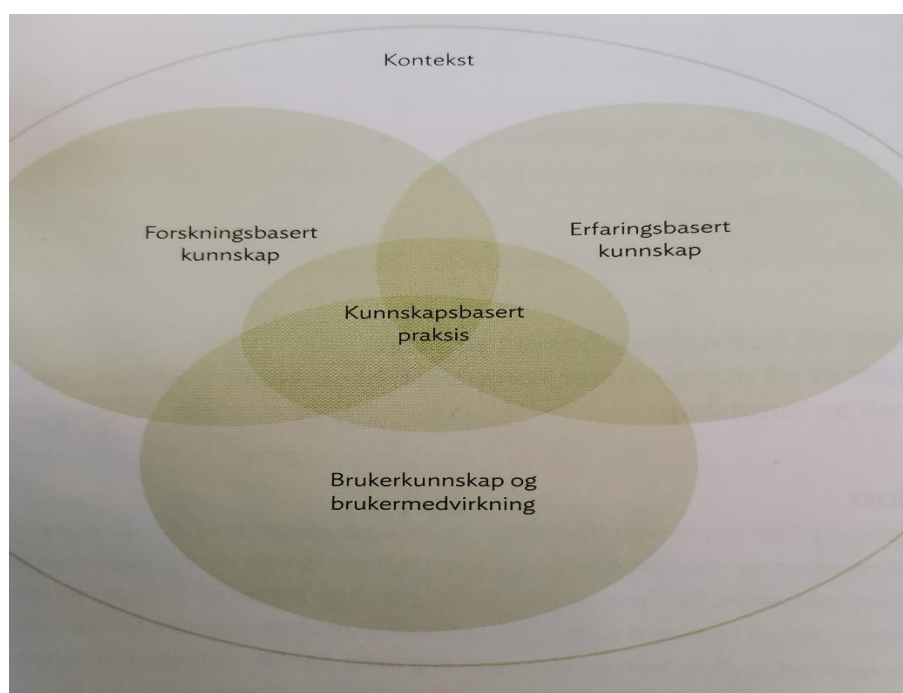 Kontekst
Forskningsbasert
kunnskap
Erfaringsbasert
kunnskap
Kunnskapsbasert
praksis
Brukerkunnskap og
brukermedvirkning